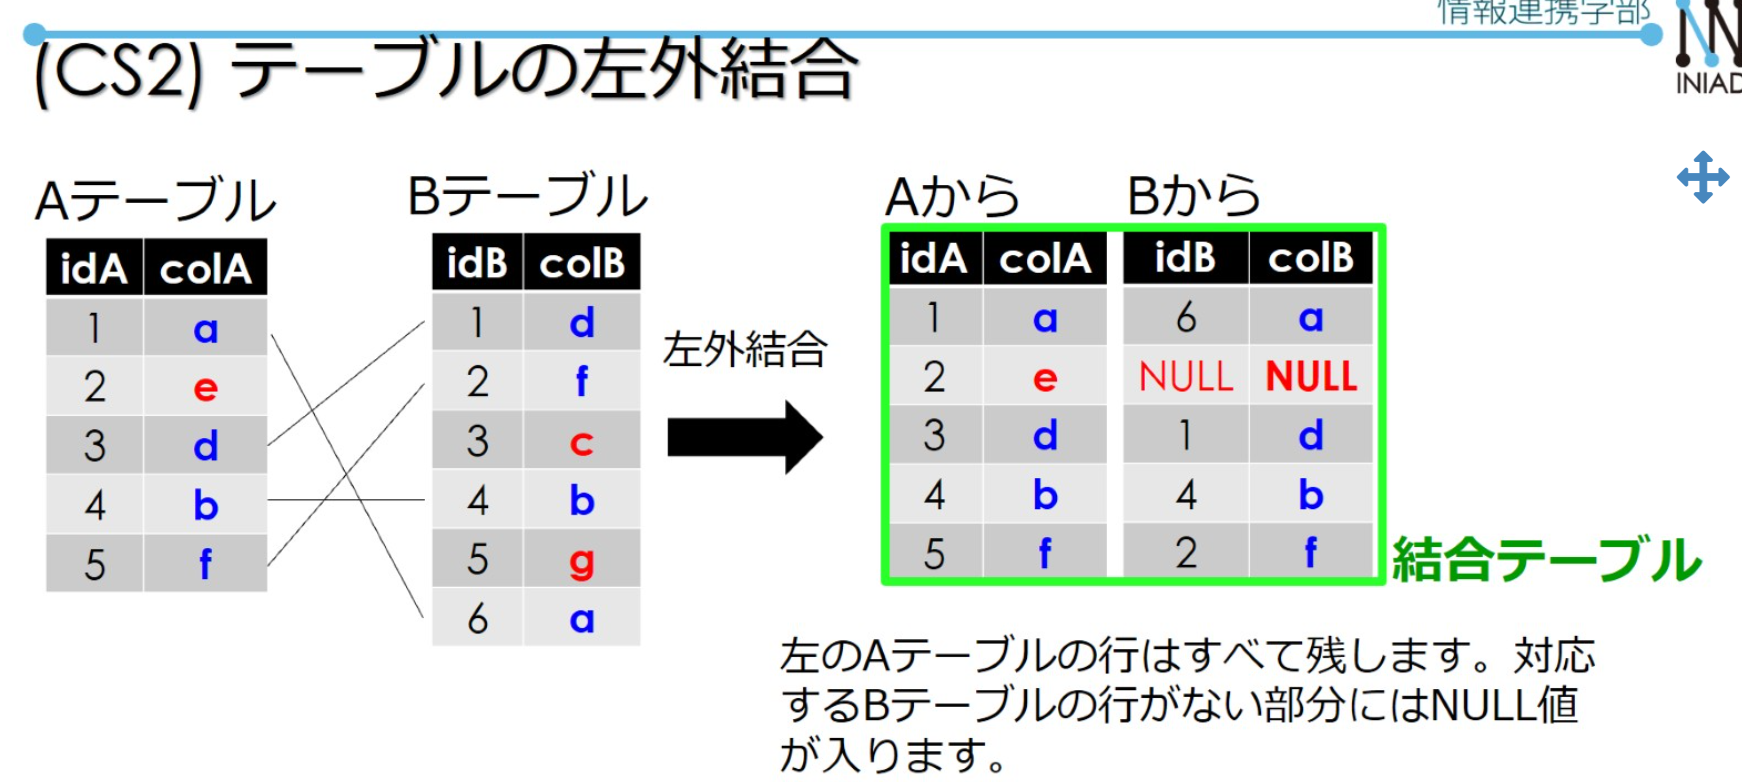 情報連携学部
INIAD
(CS2) テーブルの左外結合
Aテーブル
idA colA
1 a
2 e
3 d
4 b
5 f
Bテーブル
idB colB
1 d
2 f
3 c
4 b
5 g
6 a
左外結合
Aから Bから
idA colA idB colB
1 a 6 a
2 e NULL NULL
3 d 1 d
4 b 4 b
5 f 2 f
結合テーブル
左のAテーブルの行はすべて残します。対応
するBテーブルの行がない部分にはNULL値
が入ります。